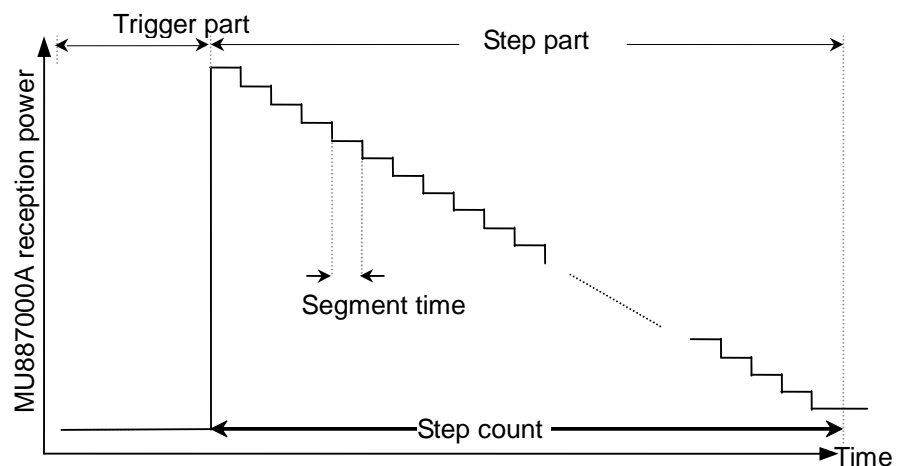 Trigger part
Step part
MU887000A reception power
Segment time
Step count
Time